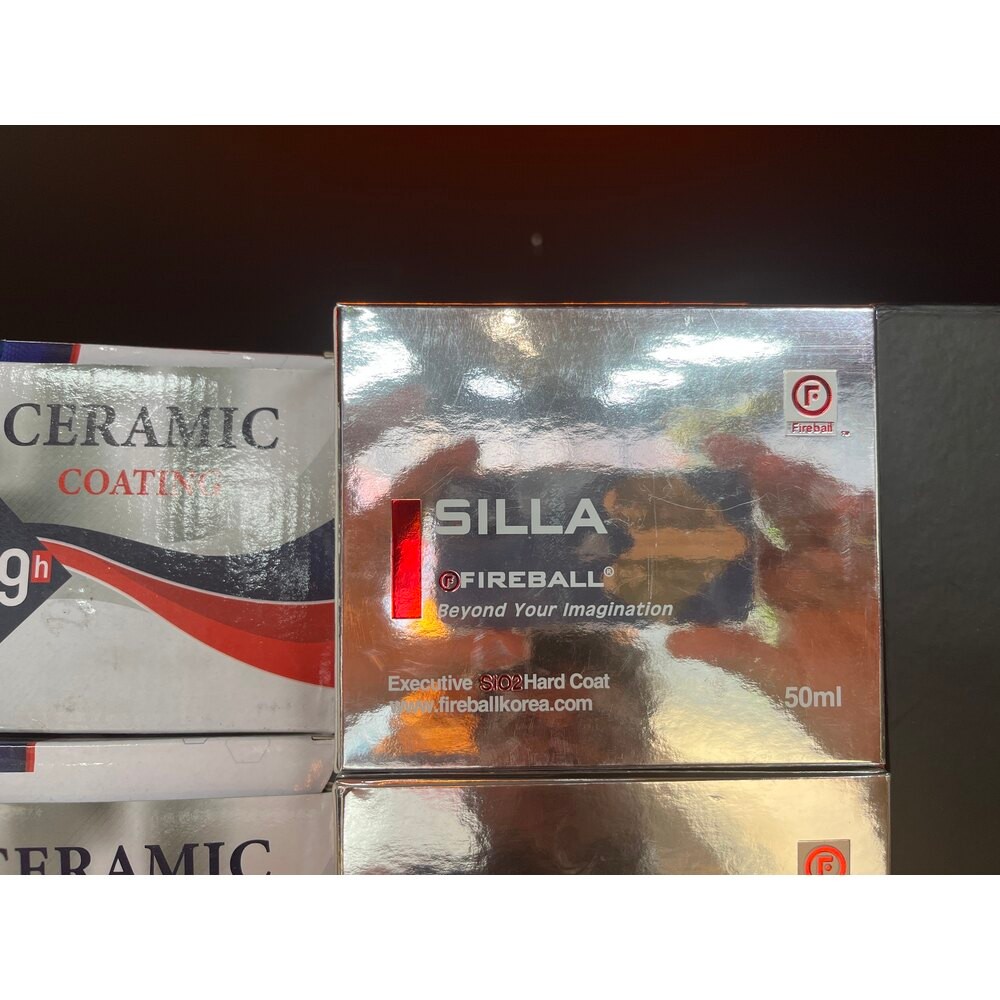 CERAMIC
COATING
9h
Fireball
SILLA
FIREBALL®
Beyond Your Imagination
Executive SiO2 Hard Coat
www.fireballkorea.com
50ml
CERAMIC